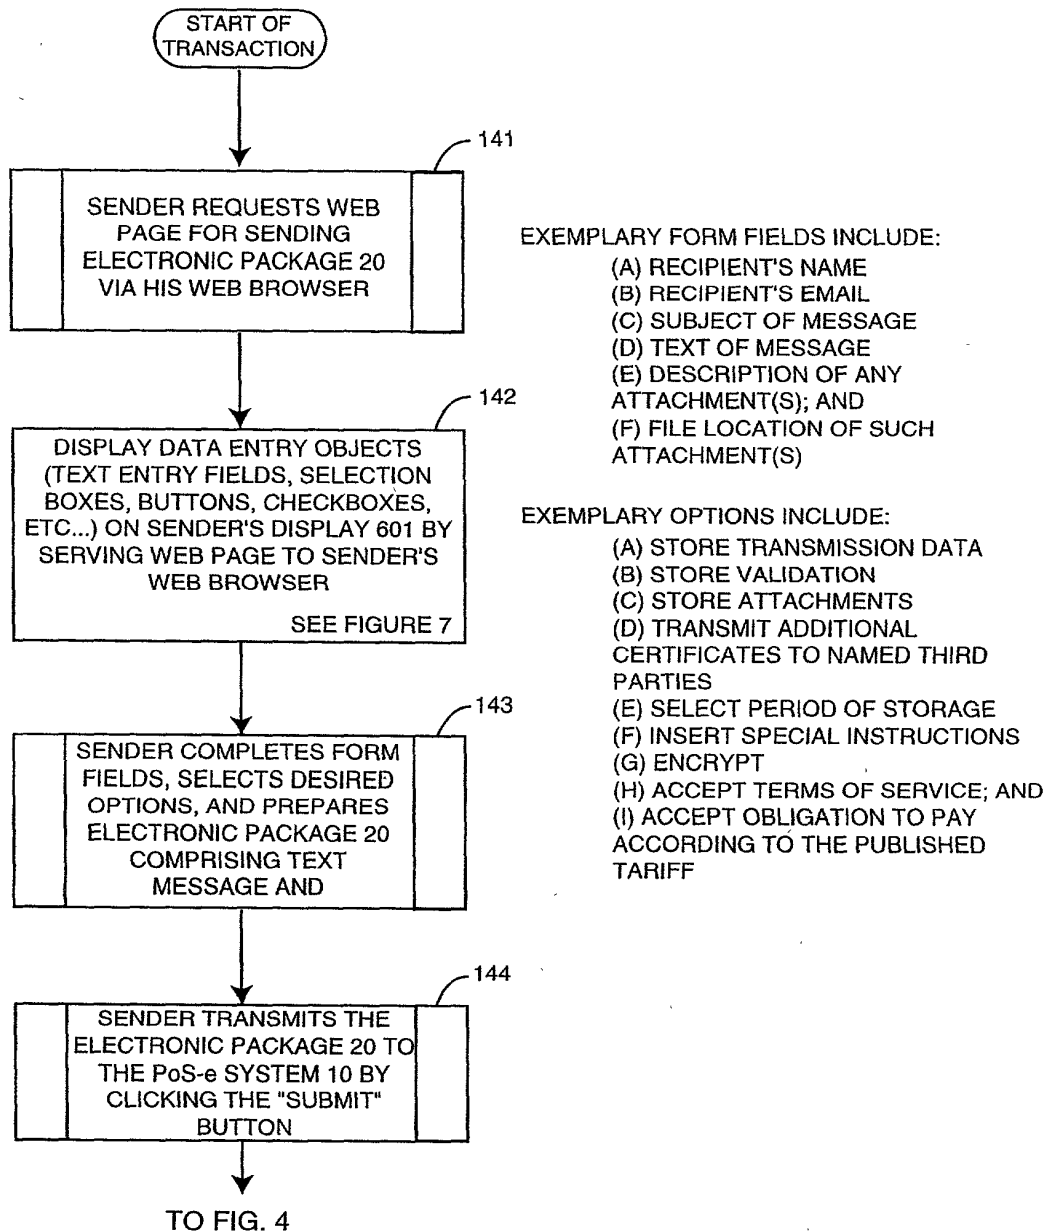 START OF
TRANSACTION
141
SENDER REQUESTS WEB
PAGE FOR SENDING
ELECTRONIC PACKAGE 20
VIA HIS WEB BROWSER
142
DISPLAY DATA ENTRY OBJECTS
(TEXT ENTRY FIELDS, SELECTION
BOXES, BUTTONS, CHECKBOXES,
ETC...) ON SENDER'S DISPLAY 601 BY
SERVING WEB PAGE TO SENDER'S
WEB BROWSER
SEE FIGURE 7
143
SENDER COMPLETES FORM
FIELDS, SELECTS DESIRED
OPTIONS, AND PREPARES
ELECTRONIC PACKAGE 20
COMPRISING TEXT
MESSAGE AND
144
SENDER TRANSMITS THE
ELECTRONIC PACKAGE 20 TO
THE PoS-e SYSTEM 10 BY
CLICKING THE "SUBMIT"
BUTTON
TO FIG. 4
EXEMPLARY FORM FIELDS INCLUDE:
(A) RECIPIENT'S NAME
(B) RECIPIENT'S EMAIL
(C) SUBJECT OF MESSAGE
(D) TEXT OF MESSAGE
(E) DESCRIPTION OF ANY
ATTACHMENT(S); AND
(F) FILE LOCATION OF SUCH
ATTACHMENT(S)
EXEMPLARY OPTIONS INCLUDE:
(A) STORE TRANSMISSION DATA
(B) STORE VALIDATION
(C) STORE ATTACHMENTS
(D) TRANSMIT ADDITIONAL
CERTIFICATES TO NAMED THIRD
PARTIES
(E) SELECT PERIOD OF STORAGE
(F) INSERT SPECIAL INSTRUCTIONS
(G) ENCRYPT
(H) ACCEPT TERMS OF SERVICE; AND
(I) ACCEPT OBLIGATION TO PAY
ACCORDING TO THE PUBLISHED
TARIFF